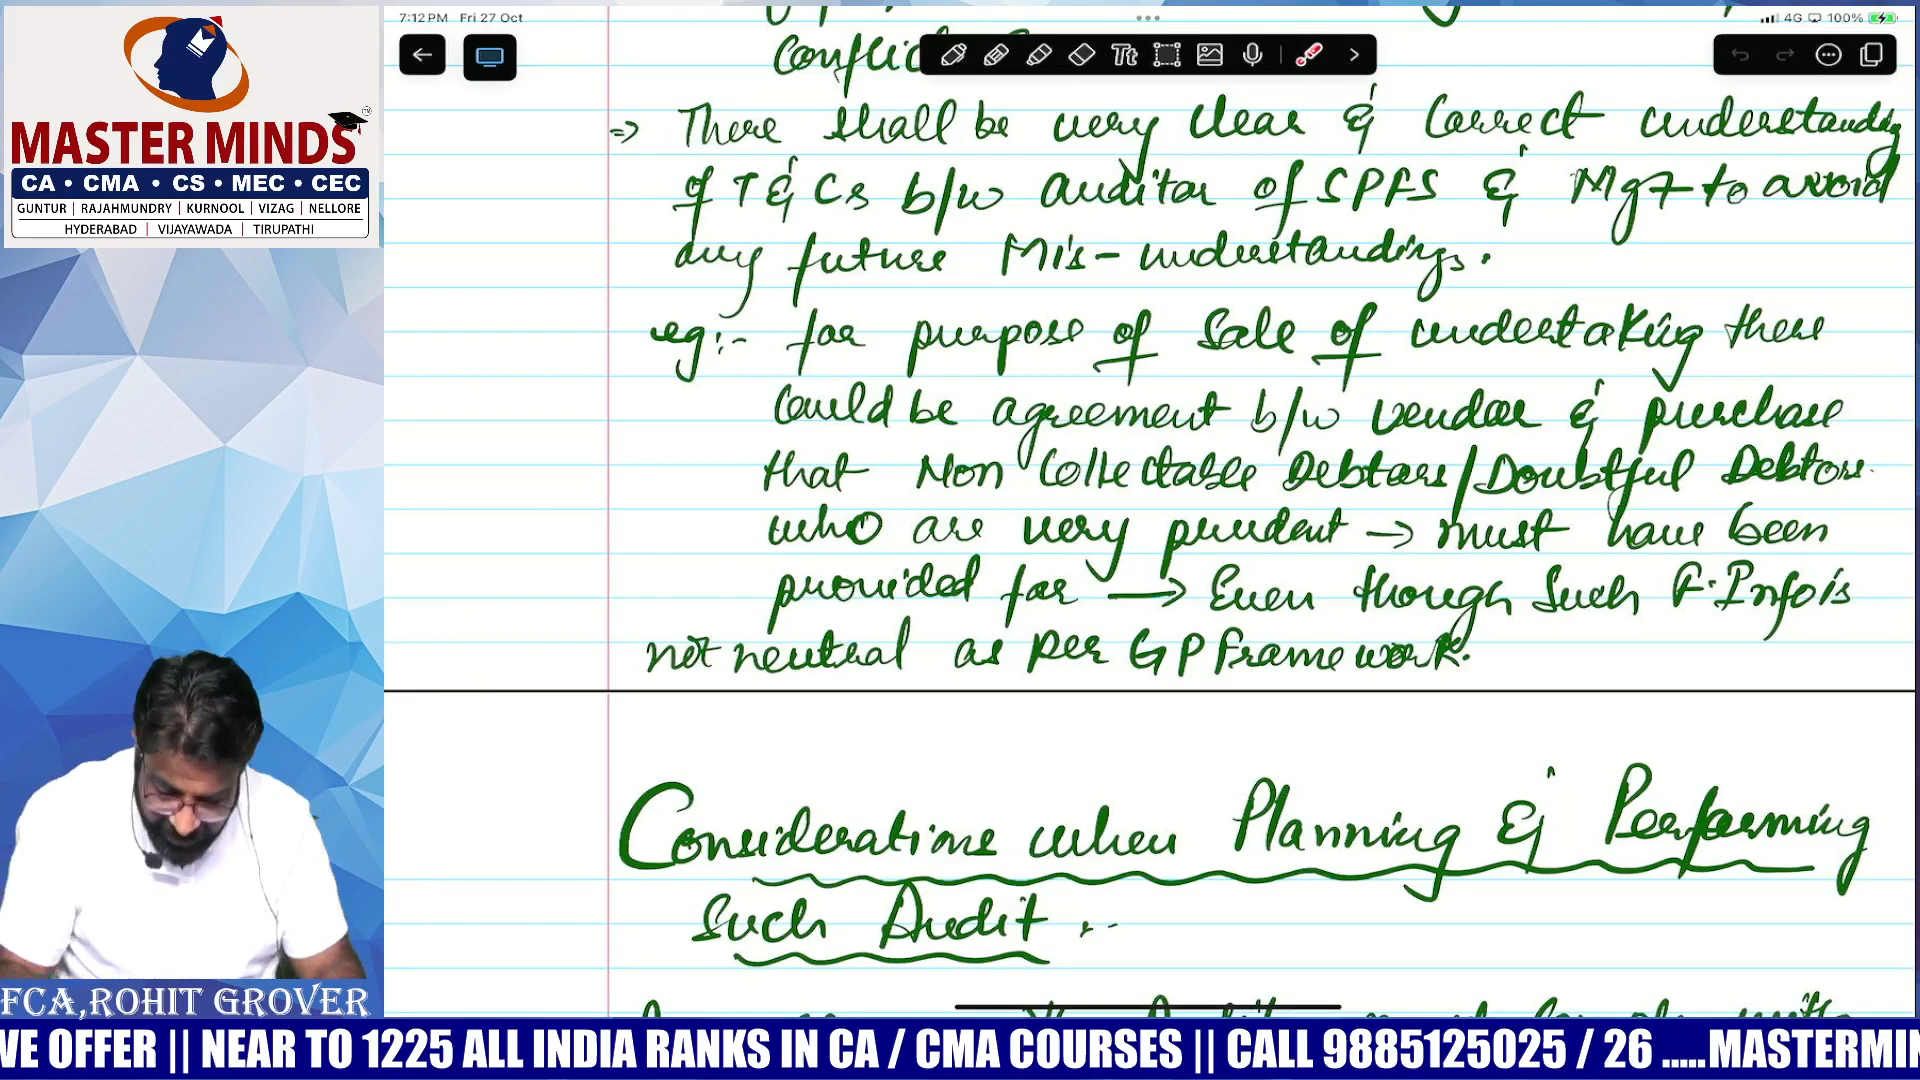 7:12 PM Fri 27 Oct
4G 100%
Tt
MASTER MINDS
TM
CA • CMA • CS • MEC • CEC
GUNTUR | RAJAHMUNDRY | KURNOOL | VIZAG | NELLORE
HYDERABAD | VIJAYAWADA | TIRUPATHI
Conflic
=> There shall be very clear & Correct understanding
of T & Cs b/w auditor of SPFS & Mgt to avoid
any future Mis-understandings.
eg:- for purpose of Sale of undertaking there
Could be agreement b/w vendor & purchase
that Non Collectable Debtors/Doubtful Debtors
who are very prudent → must have been
provided for → Even though Such F. Info is
not neutral as per GP Framework.
Considerations when Planning & Performing
Such Audit :-
FCA,ROHIT GROVER
VE OFFER || NEAR TO 1225 ALL INDIA RANKS IN CA / CMA COURSES || CALL 9885125025 / 26 .....MASTERMIN